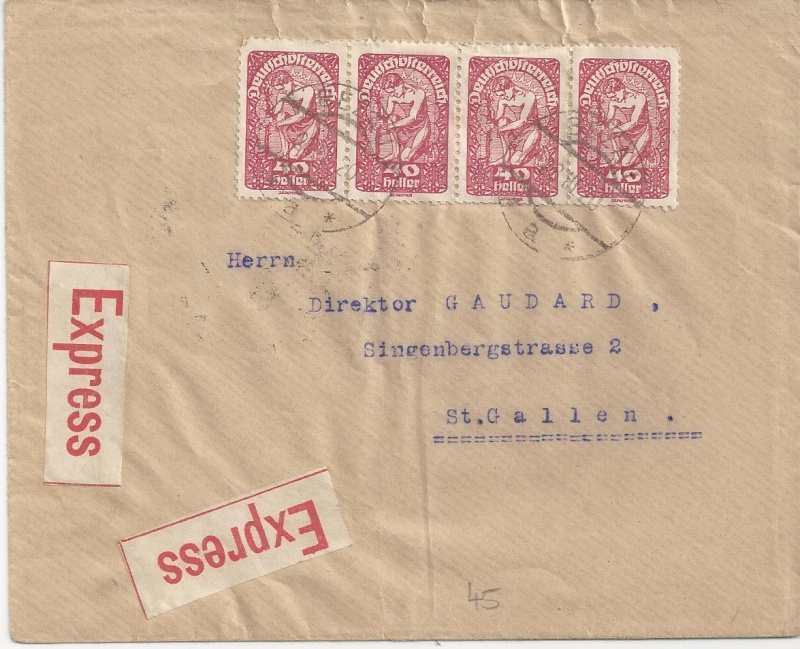 Deutschösterreich Deutschösterreich Deutschösterreich Deutschösterreich
40 40 40 40
Heller Heller Heller Heller
Herrn
Direktor GAUDARD,
Singenbergstrasse 2
St.Gallen.
Express
Express
45